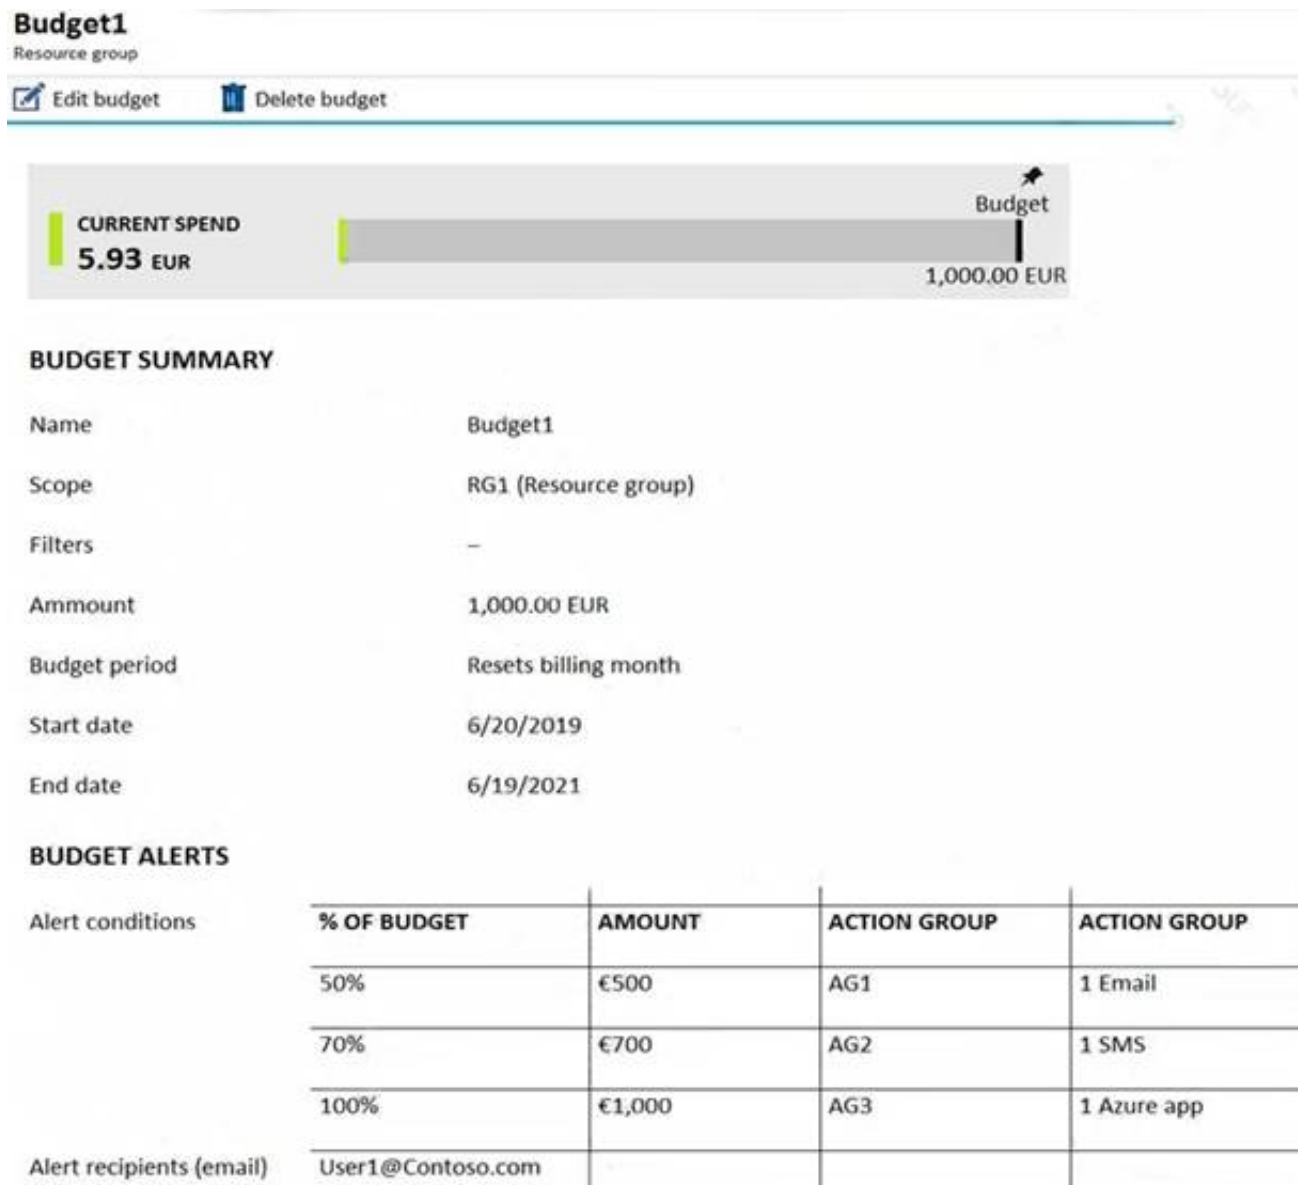 Budget1
Resource group
Edit budget Delete budget
Budget
CURRENT SPEND
5.93 EUR
1,000.00 EUR
BUDGET SUMMARY
Name Budget1
Scope RG1 (Resource group)
Filters –
Ammount 1,000.00 EUR
Budget period Resets billing month
Start date 6/20/2019
End date 6/19/2021
BUDGET ALERTS
Alert conditions % OF BUDGET AMOUNT ACTION GROUP ACTION GROUP
50% €500 AG1 1 Email
70% €700 AG2 1 SMS
100% €1,000 AG3 1 Azure app
Alert recipients (email) User1@Contoso.com